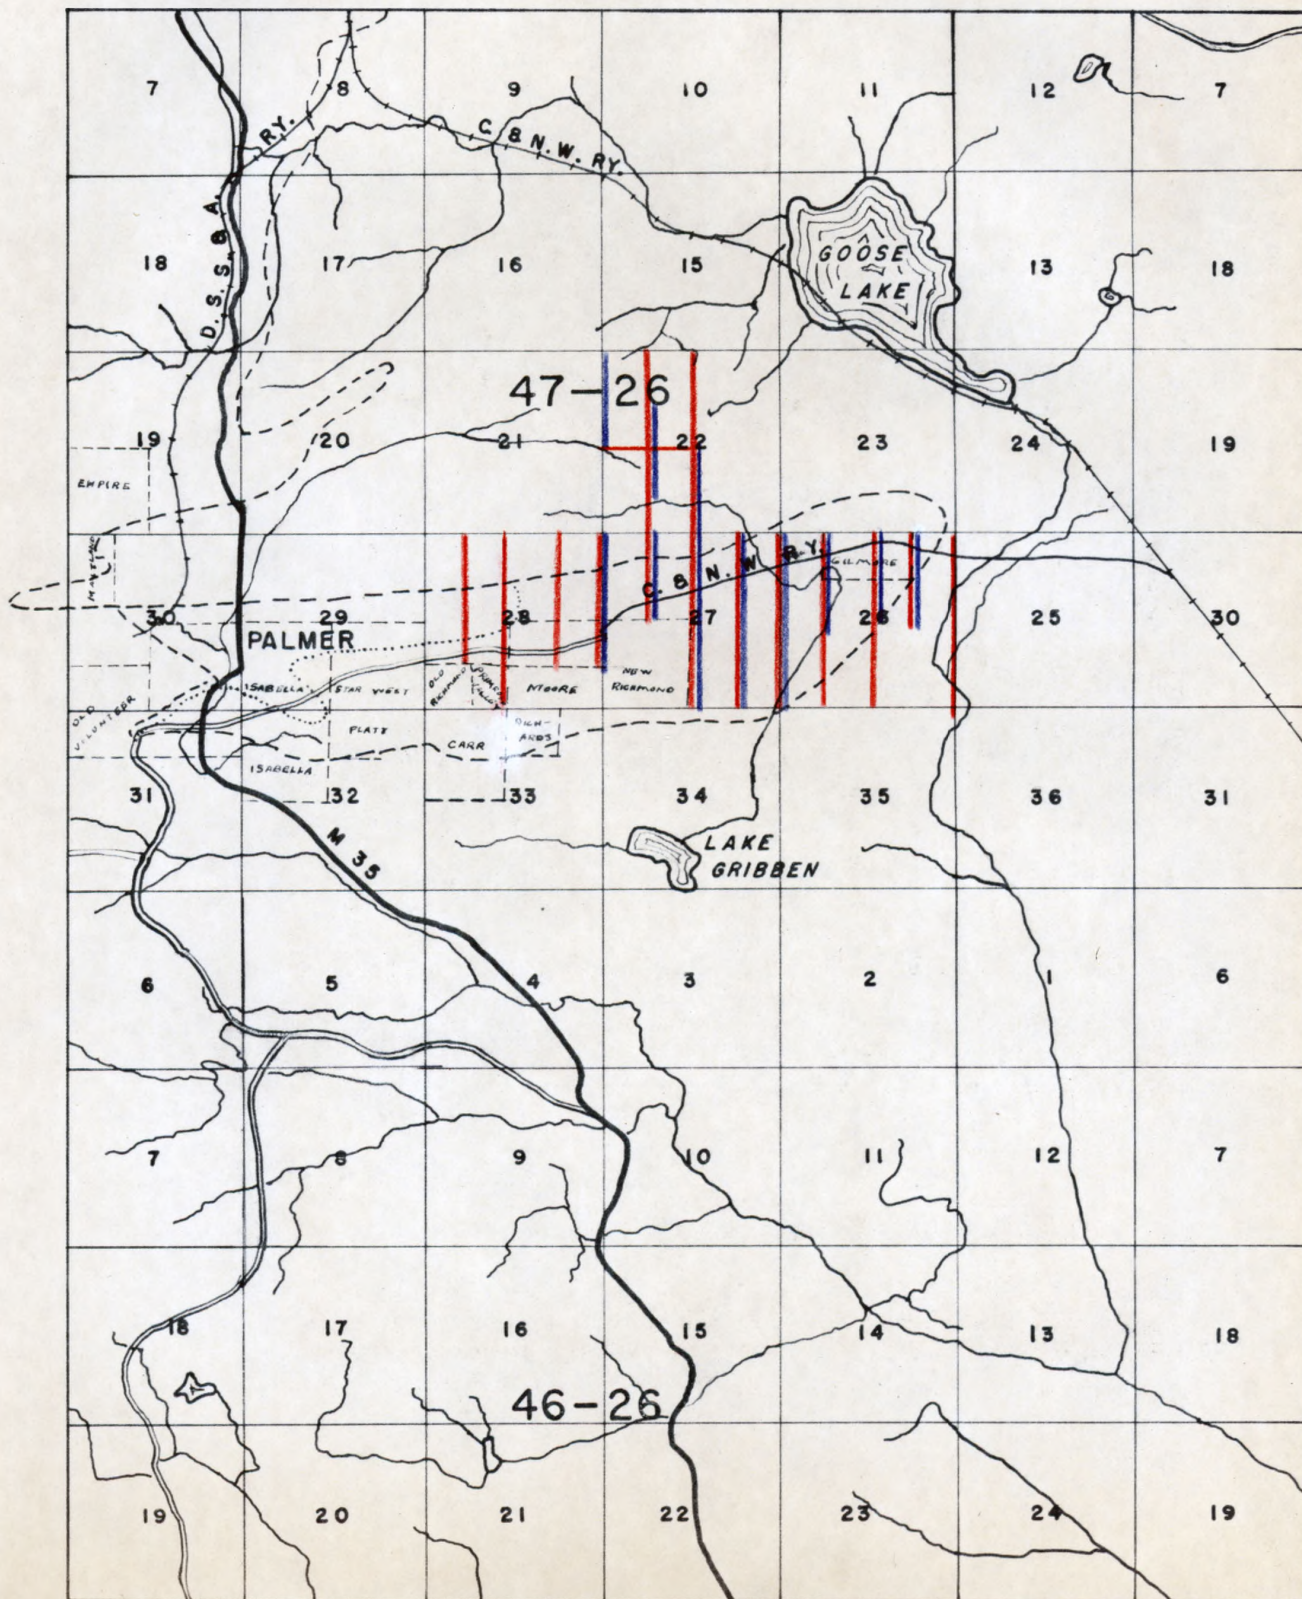 7 8 9 10 11 12 7
RY.
C. & N. W. RY.
D. S. S. & A.
18 17 16 15 13 18
GOOSE
LAKE
47-26
19 20 21 22 23 24 19
EMPIRE
C. & N. W. RY.
GILMORE
30 29 28 27 26 25 30
PALMER
ISABELLA STAR WEST OLD RICHMOND MOORE NEW RICHMOND
OLD VOLUNTEER
PLATT CARR RICH-
ARDS
ISABELLA
31 32 33 34 35 36 31
M 35
LAKE
GRIBBEN
6 5 4 3 2 1 6
7 8 9 10 11 12 7
18 17 16 15 14 13 18
46-26
19 20 21 22 23 24 19